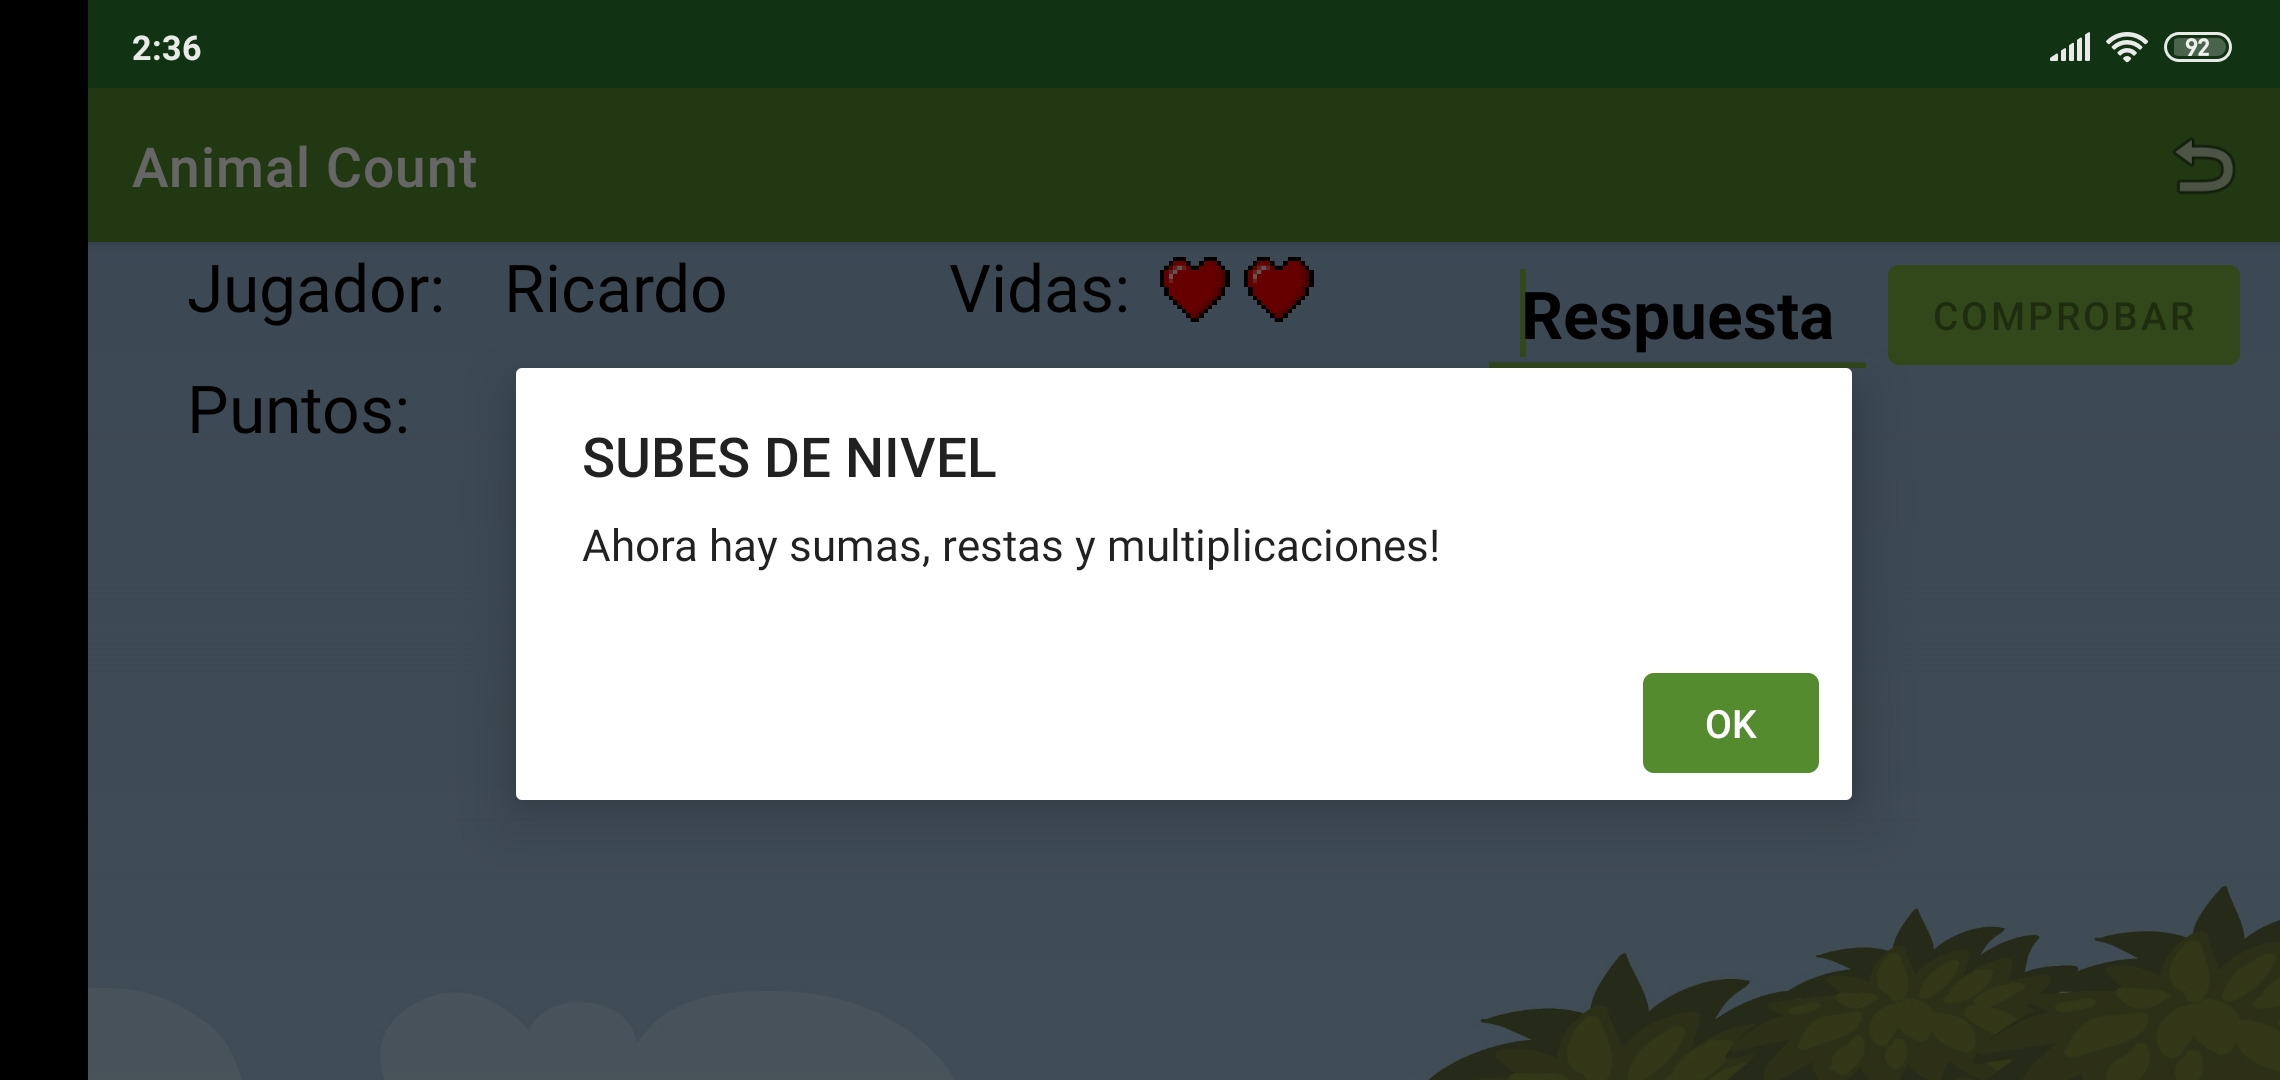 2:36
92
Animal Count
Jugador: Ricardo
Vidas:
Respuesta
COMPROBAR
Puntos:
SUBES DE NIVEL
Ahora hay sumas, restas y multiplicaciones!
OK